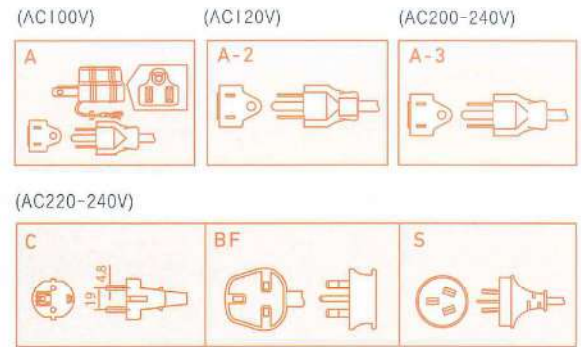 (AC100V)
(AC120V)
(AC200-240V)
A
A-2
A-3
(AC220-240V)
C
4.8
19
BF
S